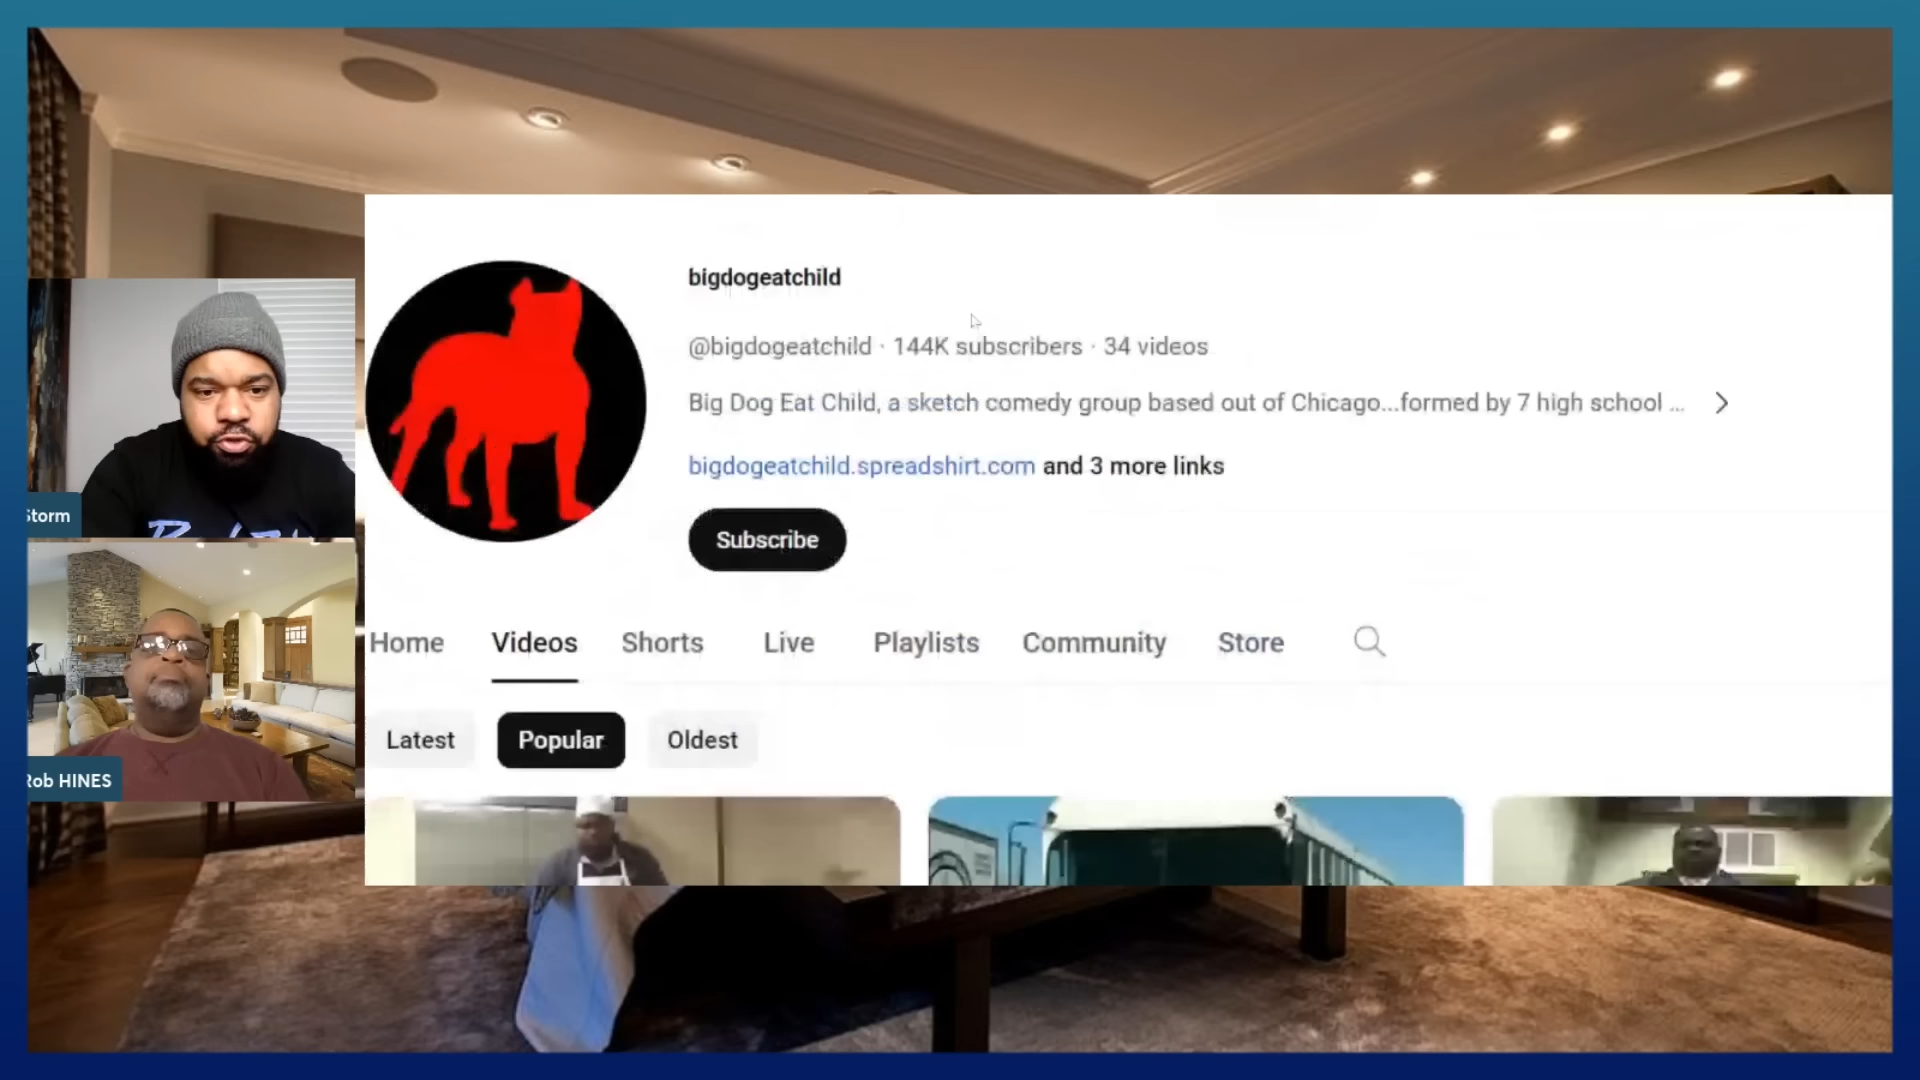 bigdogeatchild
@bigdogeatchild · 144K subscribers · 34 videos
Big Dog Eat Child, a sketch comedy group based out of Chicago...formed by 7 high school ...
bigdogeatchild.spreadshirt.com and 3 more links
Subscribe
Storm
Home Videos Shorts Live Playlists Community Store
Latest Popular Oldest
Rob HINES